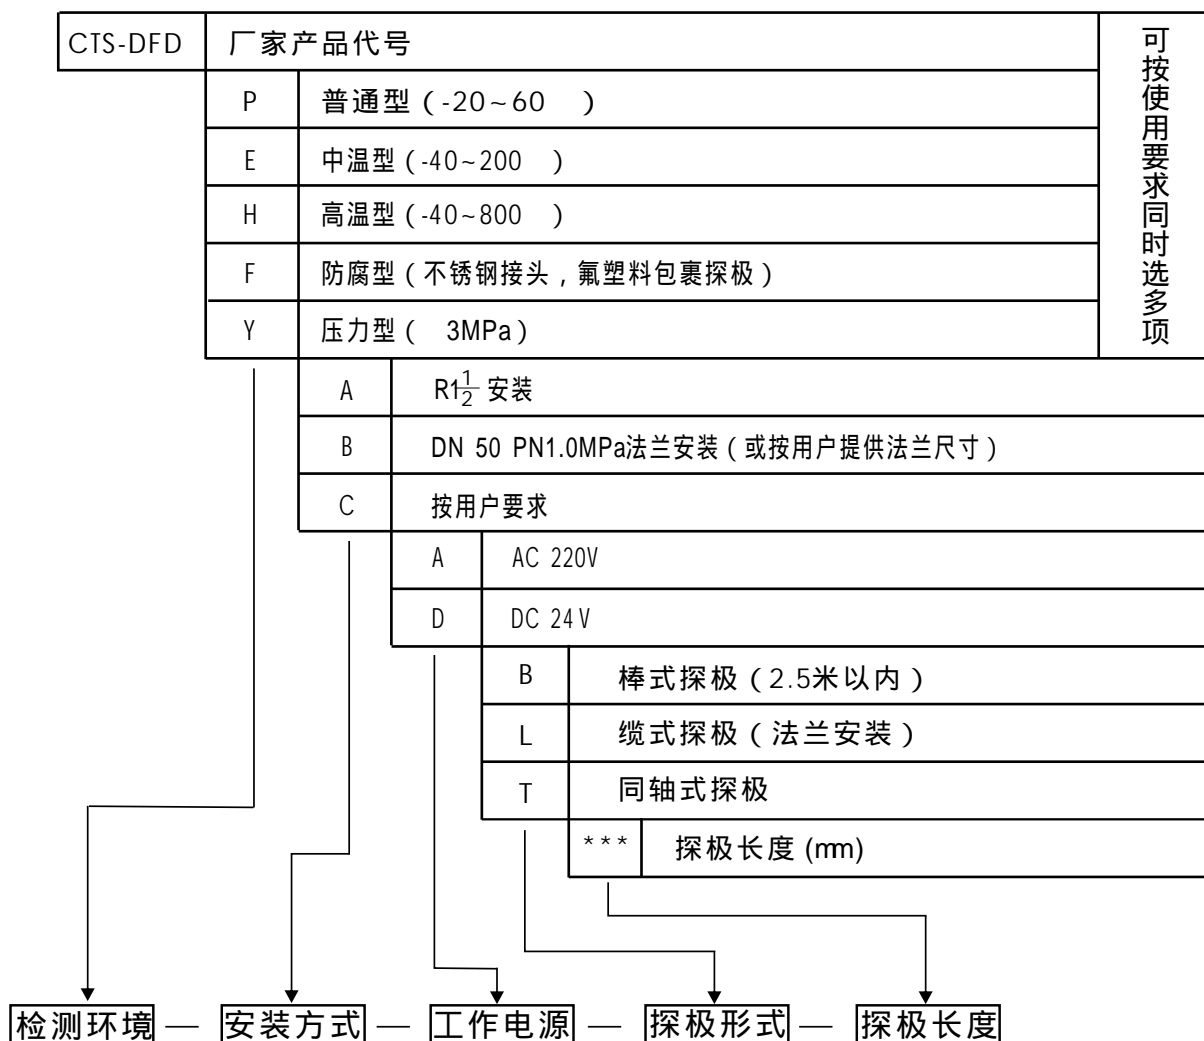 CTS-DFD 厂家产品代号
可按使用要求同时选多项
P 普通型(-20~60 )
E 中温型(-40~200 )
H 高温型(-40~800 )
F 防腐型(不锈钢接头,氟塑料包裹探极)
Y 压力型( 3MPa)
A R1½ 安装
B DN 50 PN1.0MPa法兰安装(或按用户提供法兰尺寸)
C 按用户要求
A AC 220V
D DC 24V
B 棒式探极(2.5米以内)
L 缆式探极(法兰安装)
T 同轴式探极
*** 探极长度(mm)
检测环境 — 安装方式 — 工作电源 — 探极形式 — 探极长度